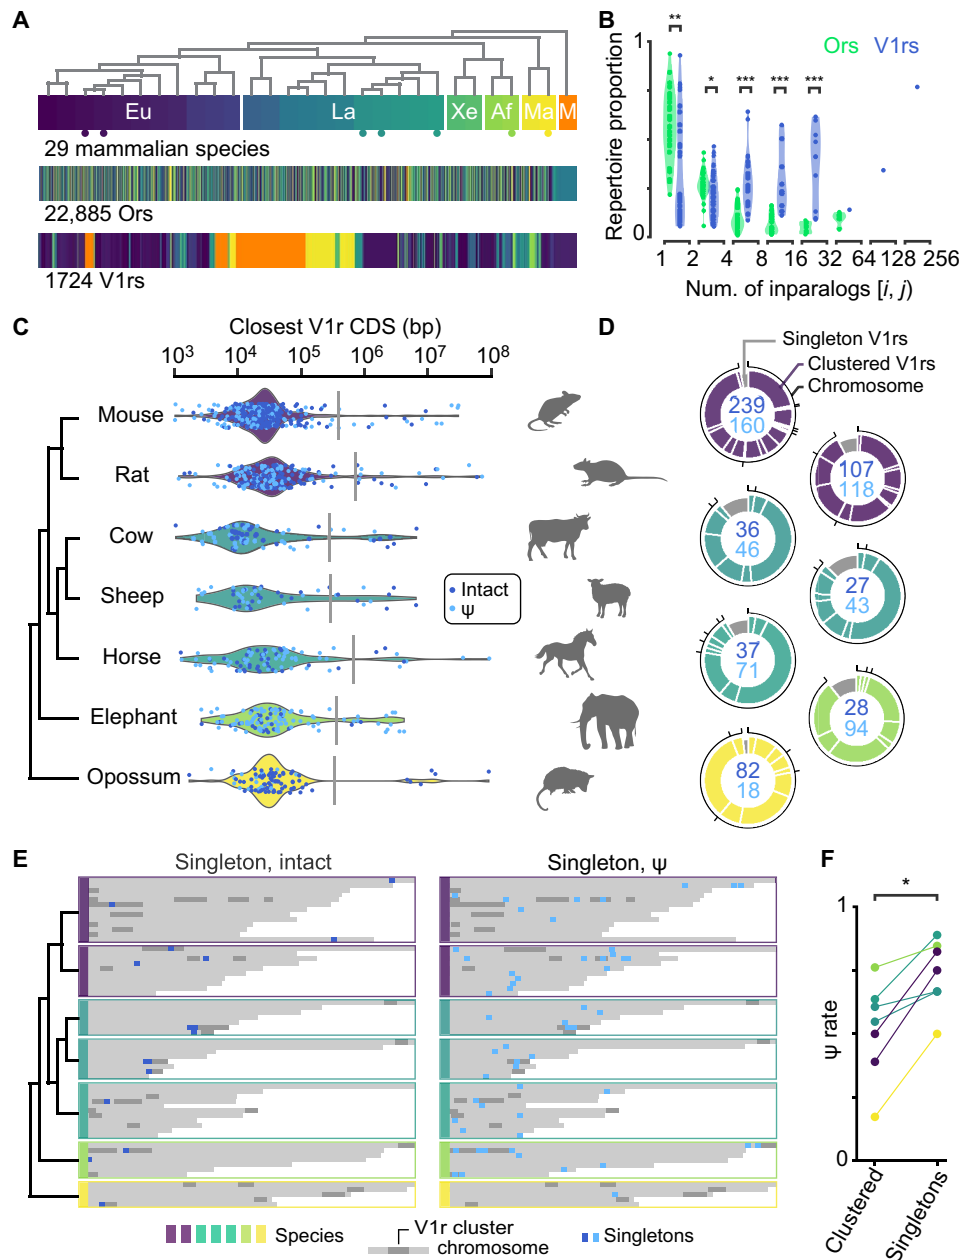 A
Eu
La
Xe
Af
Ma
M
29 mammalian species
22,885 Ors
1724 V1rs
B
Ors V1rs
** * *** *** ***
Repertoire proportion
1
0
1 2 4 8 16 32 64 128 256
Num. of inparalogs [i, j)
C
Closest V1r CDS (bp)
10³ 10⁴ 10⁵ 10⁶ 10⁷ 10⁸
Mouse
Rat
Cow
Sheep
Horse
Elephant
Opossum
Intact
ψ
D
Singleton V1rs
Clustered V1rs
Chromosome
239
160
107
118
36
46
27
43
37
71
28
94
82
18
E
Singleton, intact
Singleton, ψ
Species
V1r cluster
chromosome
Singletons
F
*
1
ψ rate
0
Clustered
Singletons